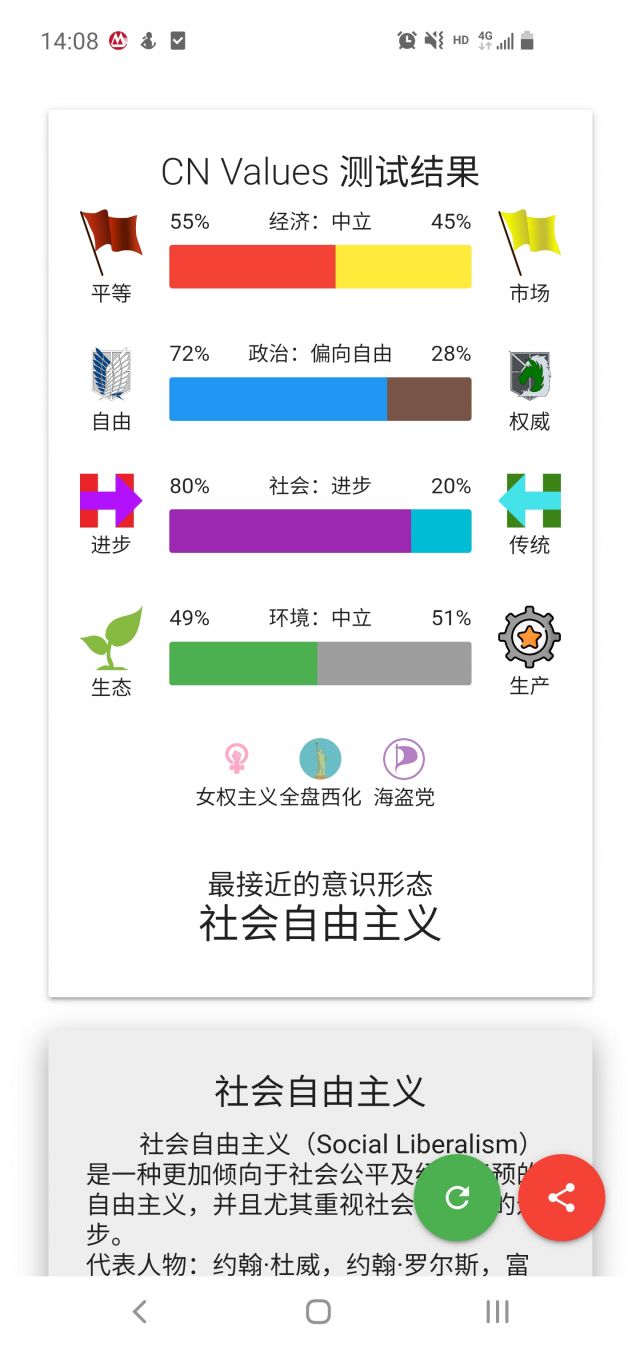 14:08
HD 4G
CN Values 测试结果
55% 经济：中立 45%
平等 市场
72% 政治：偏向自由 28%
自由 权威
80% 社会：进步 20%
进步 传统
49% 环境：中立 51%
生态 生产
女权主义 全盘西化 海盗党
最接近的意识形态
社会自由主义
社会自由主义
社会自由主义（Social Liberalism）
是一种更加倾向于社会公平及 预的
自由主义，并且尤其重视社会 的
步。
代表人物：约翰·杜威，约翰·罗尔斯，富